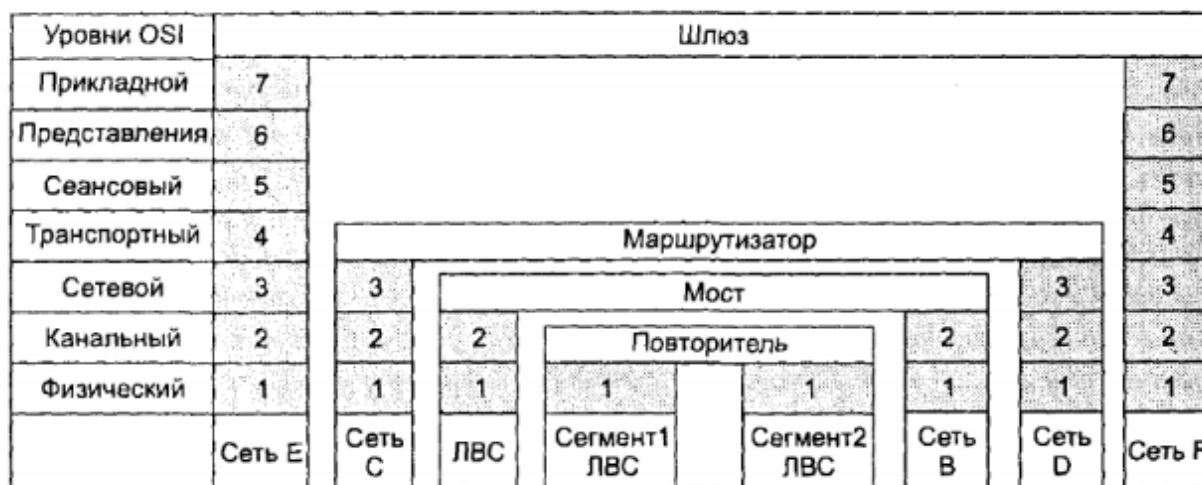 Уровни OSI Шлюз
Прикладной 7 7
Представления 6 6
Сеансовый 5 5
Транспортный 4 Маршрутизатор 4
Сетевой 3 3 Мост 3 3
Канальный 2 2 2 Повторитель 2 2 2
Физический 1 1 1 1 1 1 1 1
Сеть E Сеть C ЛВС Сегмент1 ЛВС Сегмент2 ЛВС Сеть B Сеть D Сеть F